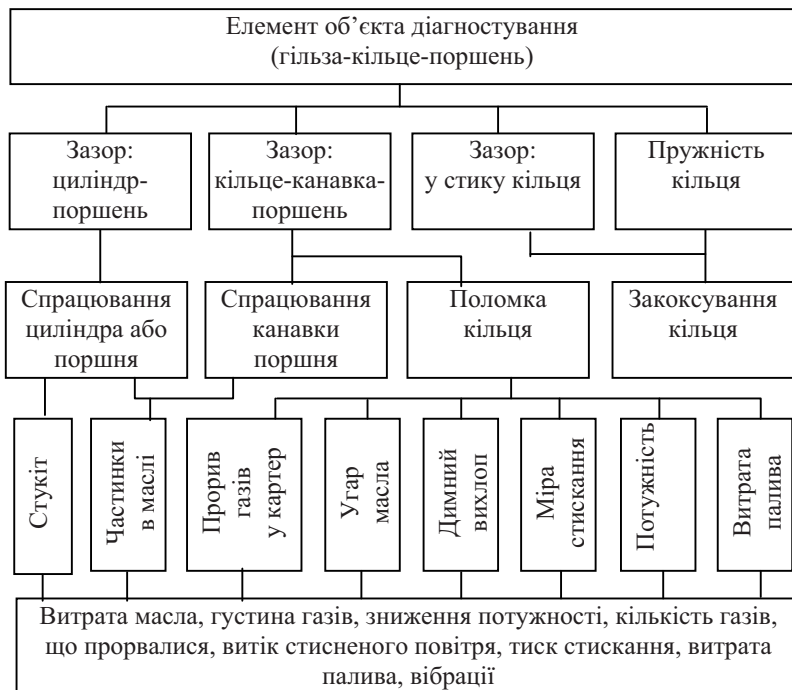 Елемент об’єкта діагностування
(гільза-кільце-поршень)
Зазор:
циліндр-
поршень
Зазор:
кільце-канавка-
поршень
Зазор:
у стику кільця
Пружність
кільця
Спрацювання
циліндра або
поршня
Спрацювання
канавки
поршня
Поломка
кільця
Закоксування
кільця
Стукіт
Частинки
в маслі
Прорив
газів
у картер
Угар
масла
Димний
вихлоп
Міра
стискання
Потужність
Витрата
палива
Витрата масла, густина газів, зниження потужності, кількість газів,
що прорвалися, витік стисненого повітря, тиск стискання, витрата
палива, вібрації